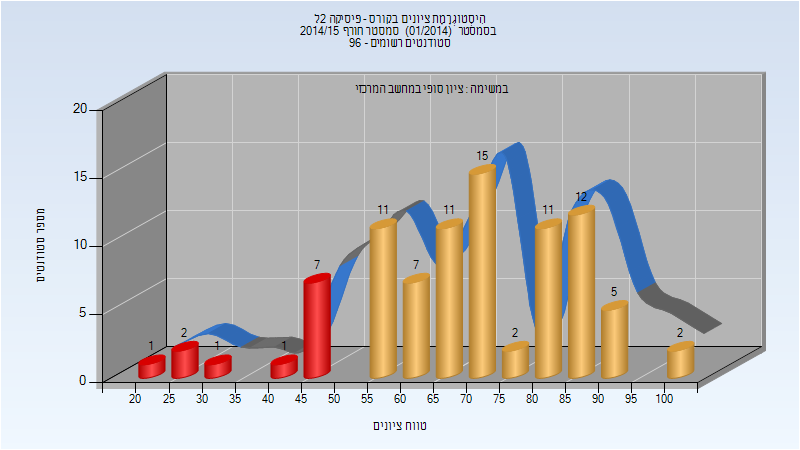 היסטוגרמת ציונים בקורס - פיסיקה 2ל
בסמסטר (01/2014) סמסטר חורף 2014/15
סטודנטים רשומים - 96
במשימה : ציון סופי במחשב המרכזי
מספר סטודנטים
20
15
10
5
0
1
2
1
1
7
11
7
11
15
2
11
12
5
2
20 25 30 35 40 45 50 55 60 65 70 75 80 85 90 95 100
טווח ציונים